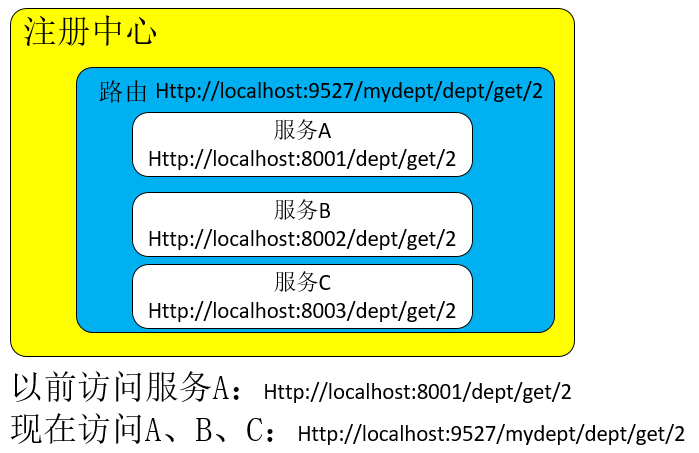 注册中心
路由 Http://localhost:9527/mydept/dept/get/2
服务A
Http://localhost:8001/dept/get/2
服务B
Http://localhost:8002/dept/get/2
服务C
Http://localhost:8003/dept/get/2
以前访问服务A：Http://localhost:8001/dept/get/2
现在访问A、B、C：Http://localhost:9527/mydept/dept/get/2